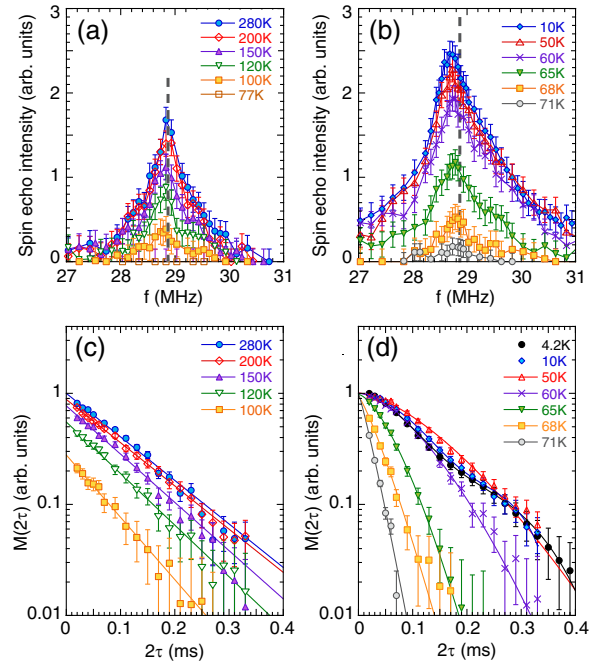 (a)
280K
200K
150K
120K
100K
77K
Spin echo intensity (arb. units)
3
2
1
0
27 28 29 30 31
f (MHz)
(b)
10K
50K
60K
65K
68K
71K
Spin echo intensity (arb. units)
3
2
1
0
27 28 29 30 31
f (MHz)
(c)
280K
200K
150K
120K
100K
M(2τ) (arb. units)
1
0.1
0.01
0 0.1 0.2 0.3 0.4
2τ (ms)
(d)
4.2K
10K
50K
60K
65K
68K
71K
M(2τ) (arb. units)
1
0.1
0.01
0 0.1 0.2 0.3 0.4
2τ (ms)